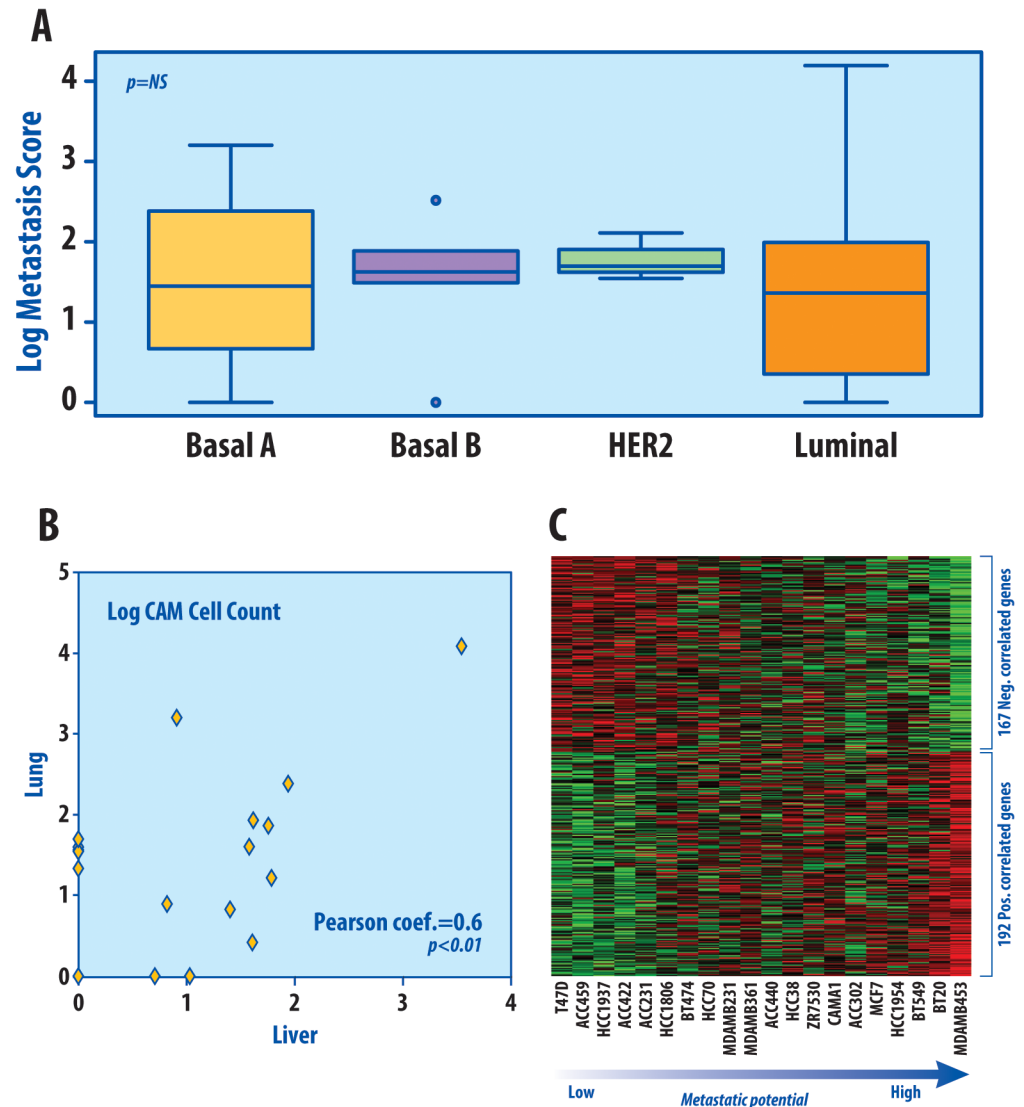 A
p=NS
Log Metastasis Score
4
3
2
1
0
Basal A
Basal B
HER2
Luminal
B
Log CAM Cell Count
Lung
5
4
3
2
1
0
Pearson coef.=0.6
p<0.01
0
1
2
3
4
Liver
C
167 Neg. correlated genes
192 Pos. correlated genes
T47D
ACC459
HCC1937
ACC422
ACC231
HCC1806
BT474
HCC70
MDAMB231
MDAMB361
ACC440
HCC38
ZR7530
CAMA1
ACC302
MCF7
HCC1954
BT549
BT20
MDAMB453
Low
Metastatic potential
High